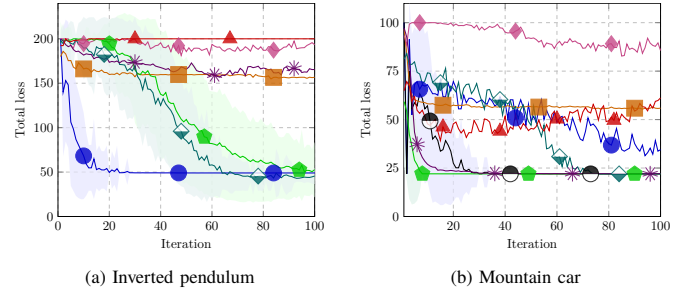 200
150
100
50
0
Total loss
0 20 40 60 80 100
Iteration
(a) Inverted pendulum
100
75
50
25
0
Total loss
0 20 40 60 80 100
Iteration
(b) Mountain car